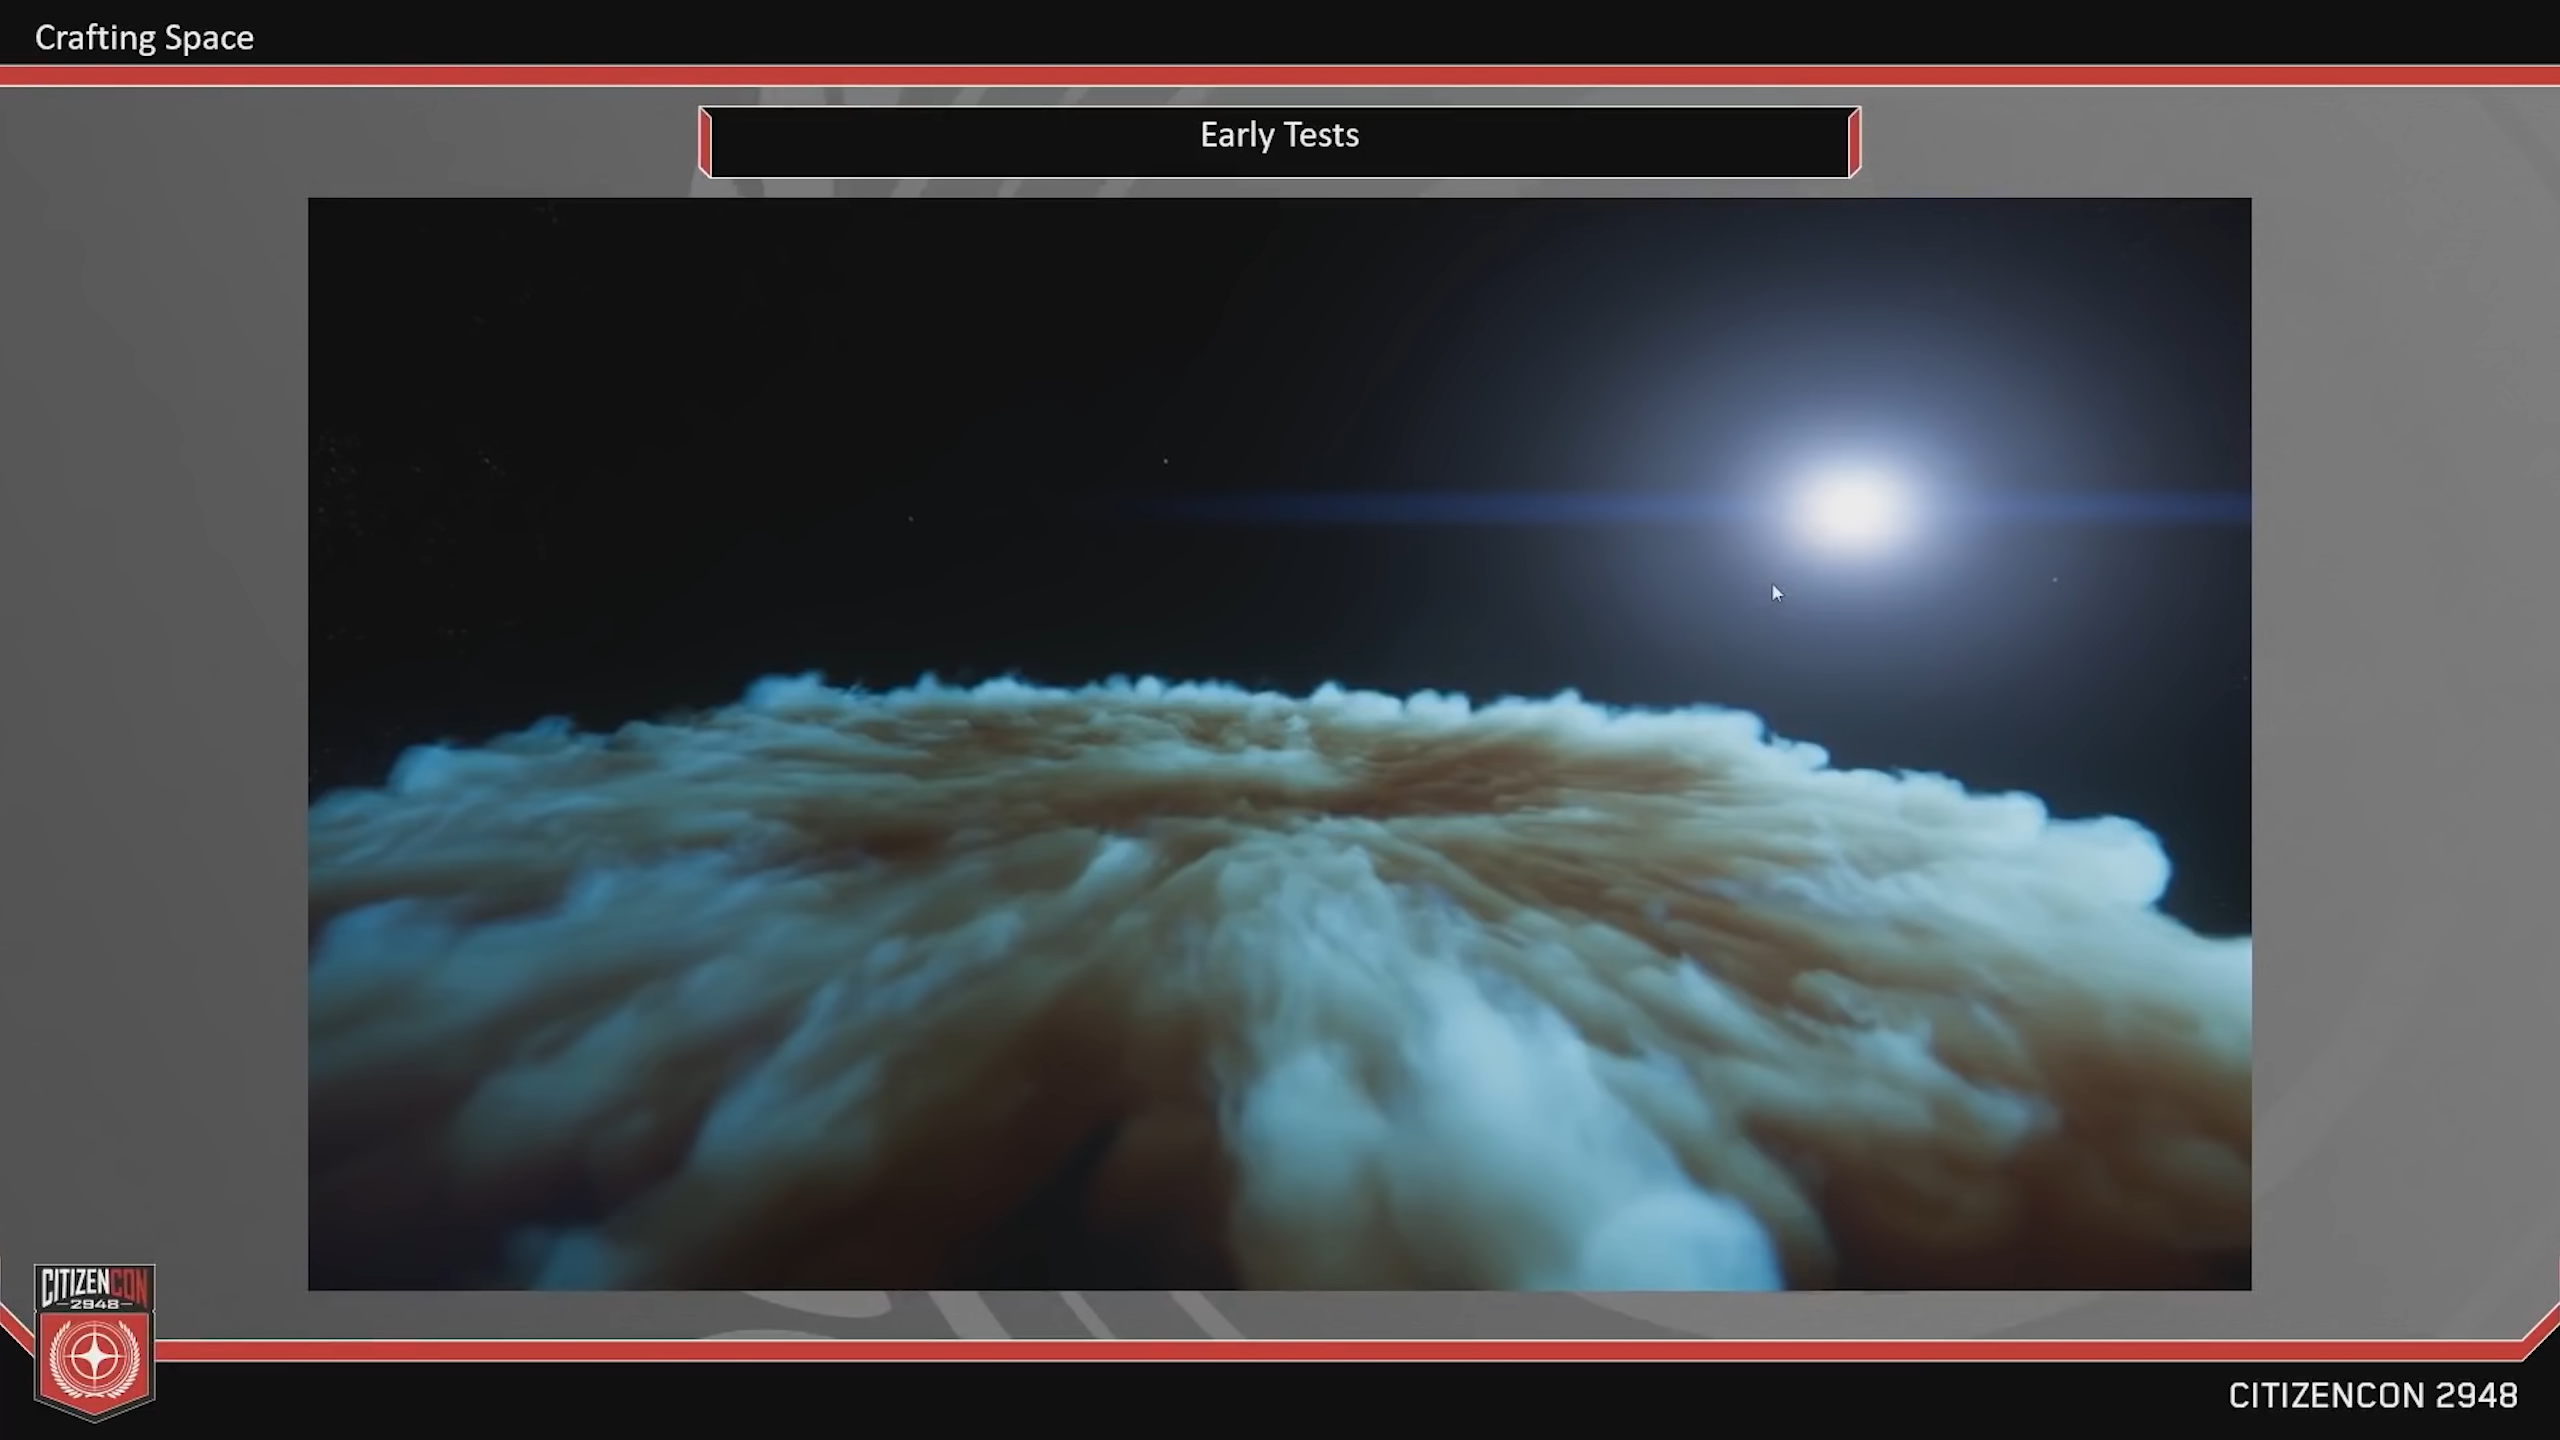 Crafting Space
Early Tests
CITIZENCON
2948
CITIZENCON 2948